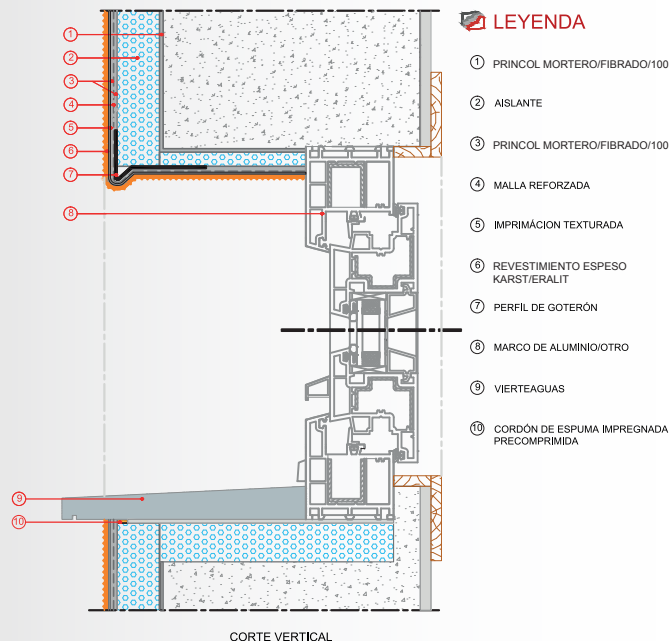 LEYENDA
1 PRINCOL MORTERO/FIBRADO/100
2 AISLANTE
3 PRINCOL MORTERO/FIBRADO/100
4 MALLA REFORZADA
5 IMPRIMÁCION TEXTURADA
6 REVESTIMIENTO ESPESO
KARST/ERALIT
7 PERFÍL DE GOTERÓN
8 MARCO DE ALUMÍNIO/OTRO
9 VIERTEAGUAS
10 CORDÓN DE ESPUMA IMPREGNADA
PRECOMPRIMIDA
1
2
3
4
5
6
7
8
9
10
CORTE VERTICAL